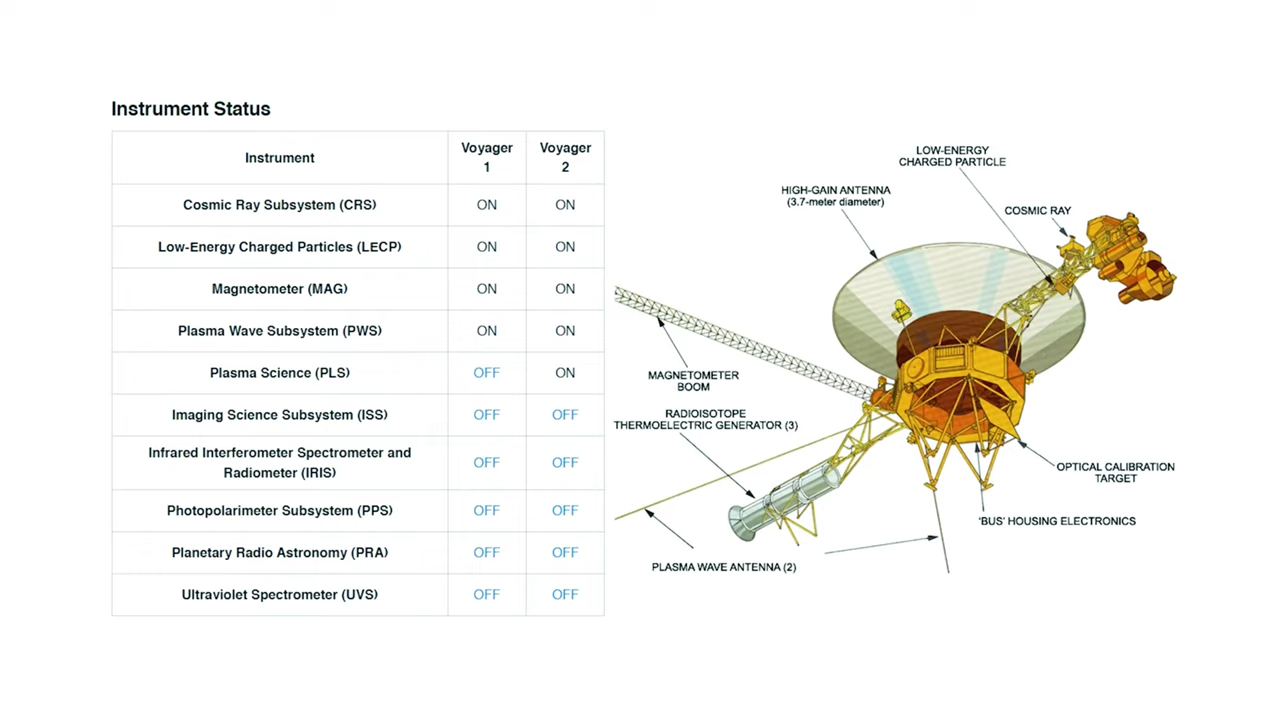 Instrument Status
Instrument
Voyager
1
Voyager
2
Cosmic Ray Subsystem (CRS) ON ON
Low-Energy Charged Particles (LECP) ON ON
Magnetometer (MAG) ON ON
Plasma Wave Subsystem (PWS) ON ON
Plasma Science (PLS) OFF ON
Imaging Science Subsystem (ISS) OFF OFF
Infrared Interferometer Spectrometer and
Radiometer (IRIS) OFF OFF
Photopolarimeter Subsystem (PPS) OFF OFF
Planetary Radio Astronomy (PRA) OFF OFF
Ultraviolet Spectrometer (UVS) OFF OFF
LOW-ENERGY
CHARGED PARTICLE
HIGH-GAIN ANTENNA
(3.7-meter diameter)
COSMIC RAY
MAGNETOMETER
BOOM
RADIOISOTOPE
THERMOELECTRIC GENERATOR (3)
OPTICAL CALIBRATION
TARGET
'BUS' HOUSING ELECTRONICS
PLASMA WAVE ANTENNA (2)